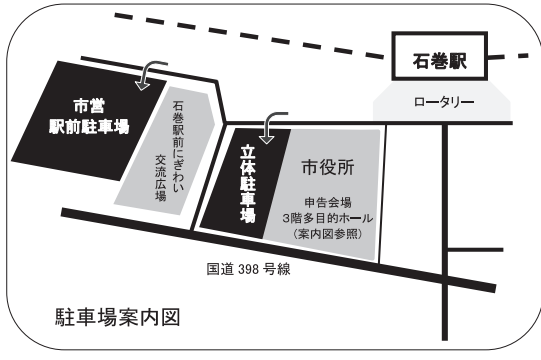 石巻駅
ロータリー
市営
駅前駐車場
石巻駅前にぎわい
交流広場
立体駐車場
市役所
申告会場
3階多目的ホール
（案内図参照）
国道 398 号線
駐車場案内図